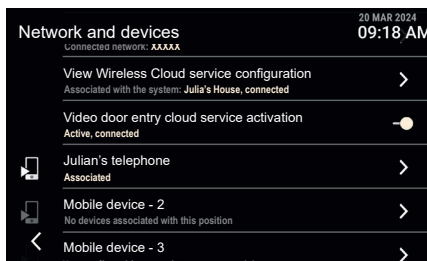 20 MAR 2024
Network and devices
09:18 AM
Connected network: XXXXX
View Wireless Cloud service configuration
Associated with the system: Julia's House, connected
Video door entry cloud service activation
Active, connected
Julian's telephone
Associated
Mobile device - 2
No devices associated with this position
Mobile device - 3